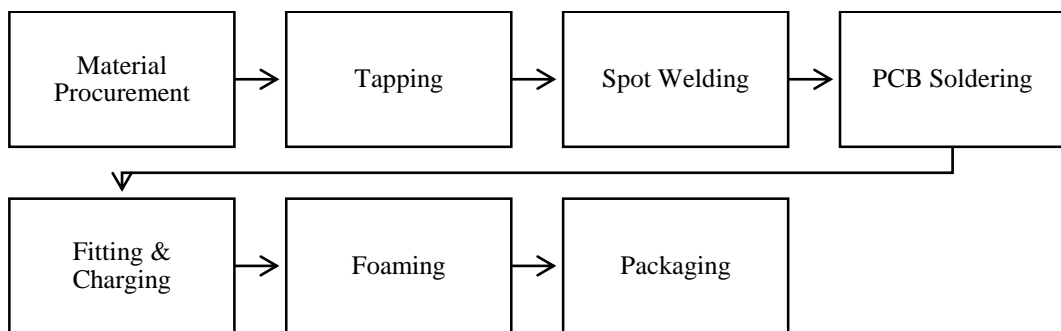 Material
Procurement
Tapping
Spot Welding
PCB Soldering
Fitting &
Charging
Foaming
Packaging